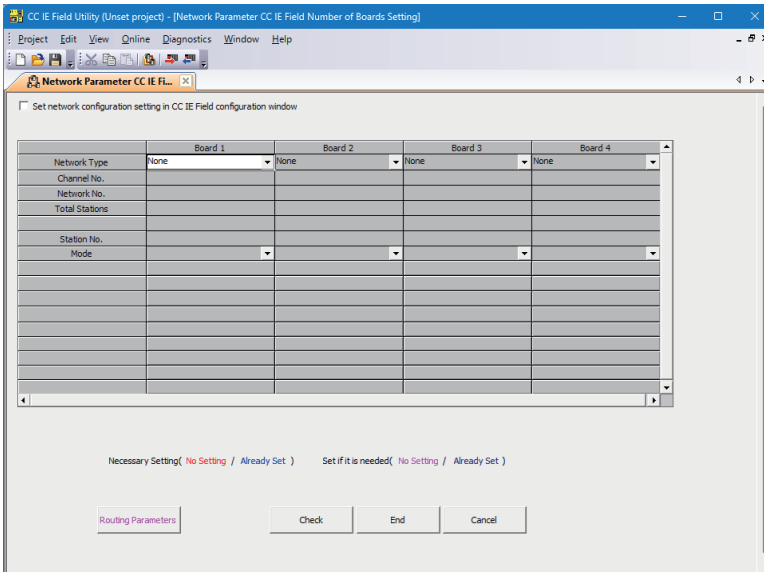 CC IE Field Utility (Unset project) - [Network Parameter CC IE Field Number of Boards Setting]
Project Edit View Online Diagnostics Window Help
Network Parameter CC IE Fi...
Set network configuration setting in CC IE Field configuration window
Board 1 Board 2 Board 3 Board 4
Network Type None None None None
Channel No.
Network No.
Total Stations
Station No.
Mode
Necessary Setting( No Setting / Already Set ) Set if it is needed( No Setting / Already Set )
Routing Parameters Check End Cancel